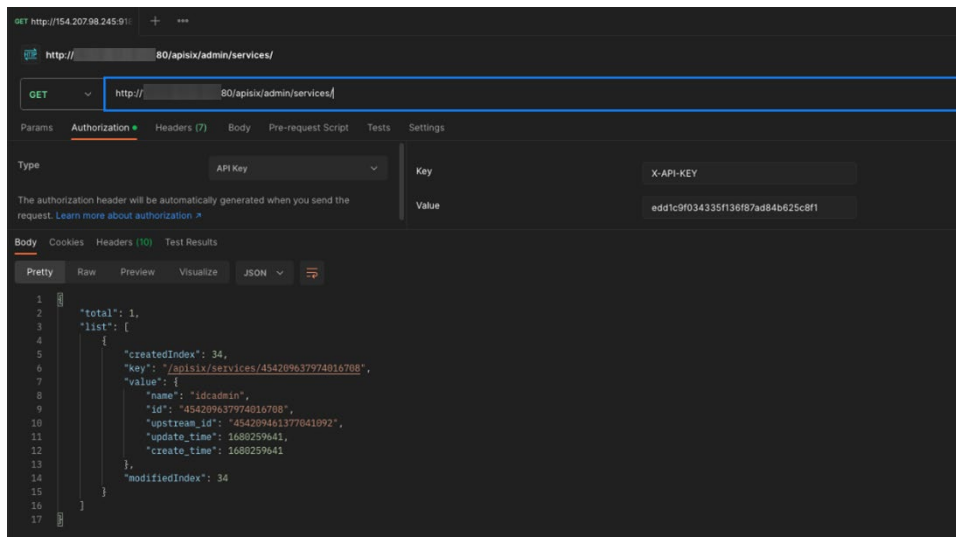 GET http://154.207.98.245:918
http:// 80/apisix/admin/services/
GET http:// 80/apisix/admin/services/
Params Authorization Headers (7) Body Pre-request Script Tests Settings
Type API Key
The authorization header will be automatically generated when you send the
request. Learn more about authorization ↗
Key X-API-KEY
Value edd1c9f034335f136f87ad84b625c8f1
Body Cookies Headers (10) Test Results
Pretty Raw Preview Visualize JSON
1 {
2 "total": 1,
3 "list": [
4 {
5 "createdIndex": 34,
6 "key": "/apisix/services/454209637974016708",
7 "value": {
8 "name": "idcadmin",
9 "id": "454209637974016708",
10 "upstream_id": "454209461377041092",
11 "update_time": 1680259641,
12 "create_time": 1680259641
13 },
14 "modifiedIndex": 34
15 }
16 ]
17 }